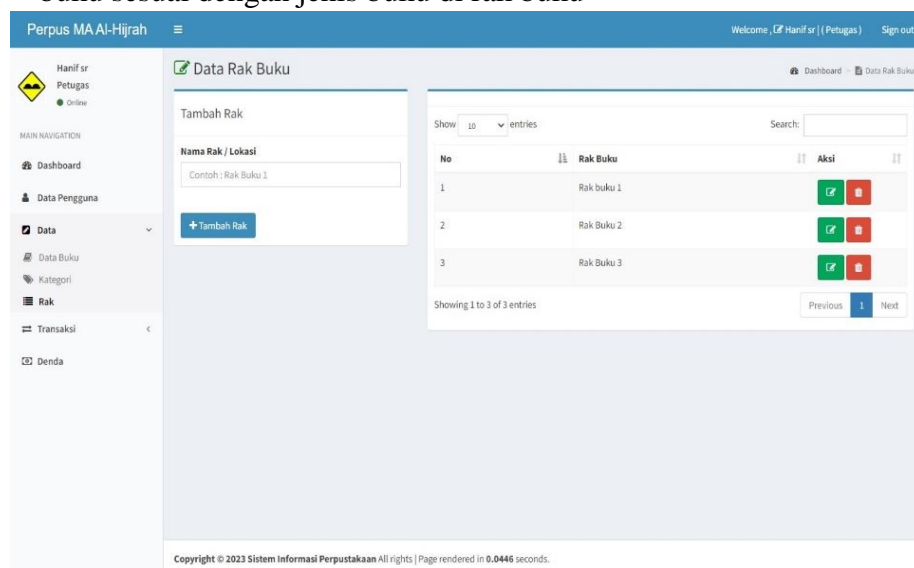 buku sesuai dengan jenis buku di rak buku
Perpus MA Al-Hijrah
Welcome , Hanif sr | ( Petugas )
Sign out
Hanif sr
Petugas
Online
MAIN NAVIGATION
Dashboard
Data Pengguna
Data
Data Buku
Kategori
Rak
Transaksi
Denda
Data Rak Buku
Dashboard > Data Rak Buku
Tambah Rak
Nama Rak / Lokasi
Contoh : Rak Buku 1
+ Tambah Rak
Show 10 entries
Search:
No Rak Buku Aksi
1 Rak buku 1
2 Rak Buku 2
3 Rak Buku 3
Showing 1 to 3 of 3 entries
Previous 1 Next
Copyright © 2023 Sistem Informasi Perpustakaan All rights | Page rendered in 0.0446 seconds.